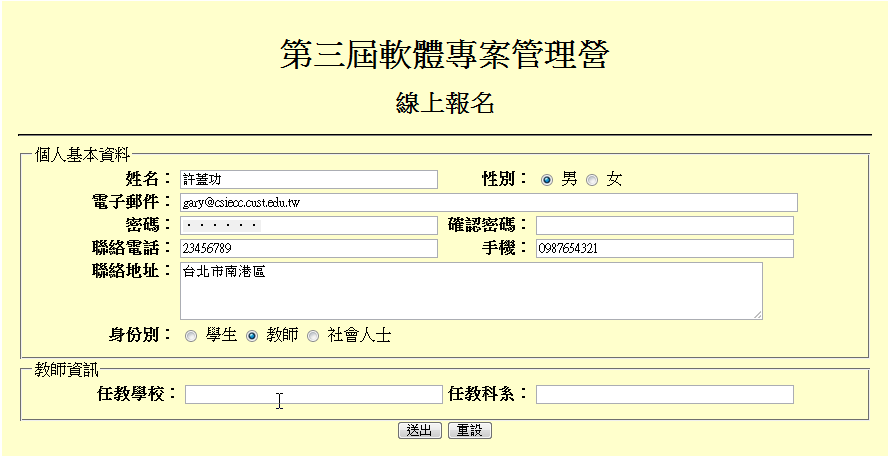 第三屆軟體專案管理營
線上報名
個人基本資料
姓名： 許蓋功 性別： 男 女
電子郵件： gary@csiecc.cust.edu.tw
密碼： ・・・・・・ 確認密碼：
聯絡電話： 23456789 手機： 0987654321
聯絡地址： 台北市南港區
身份別： 學生 教師 社會人士
教師資訊
任教學校： 任教科系：
送出 重設